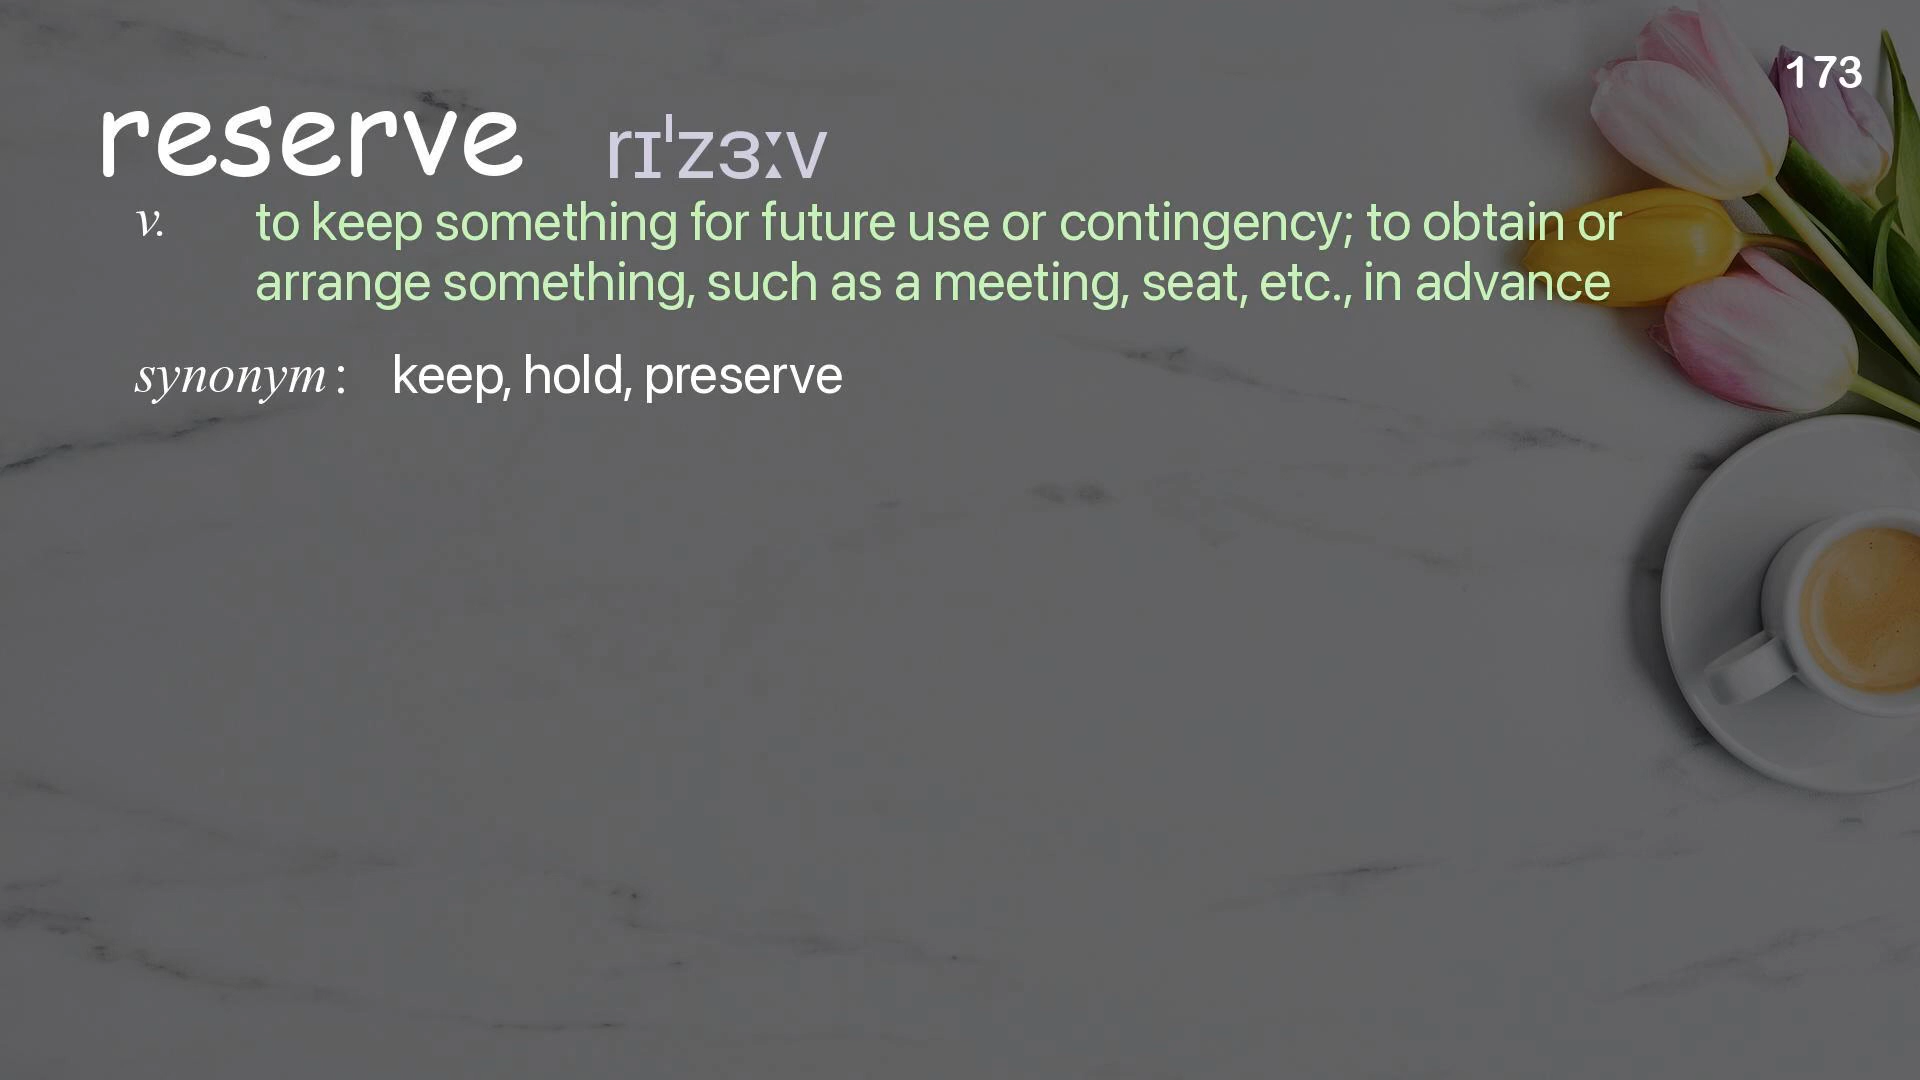 173
reserve rɪˈzɜːv
v. to keep something for future use or contingency; to obtain or
arrange something, such as a meeting, seat, etc., in advance
synonym : keep, hold, preserve